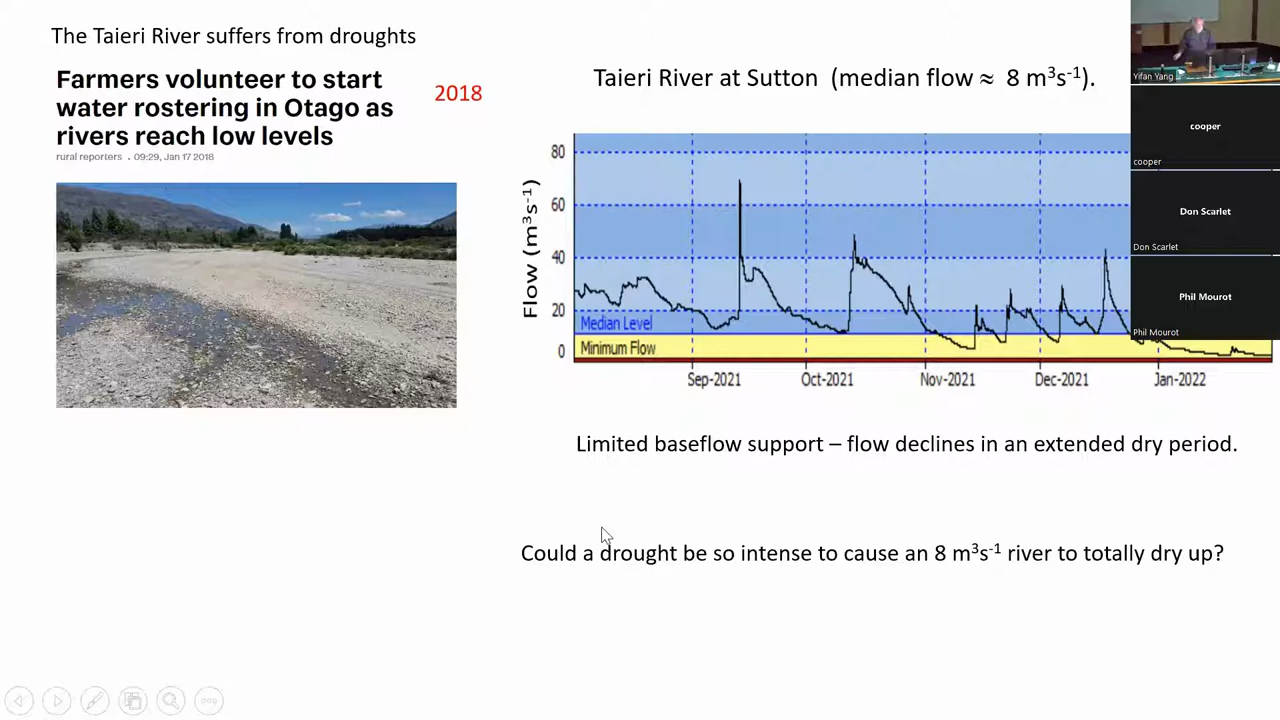 The Taieri River suffers from droughts
Farmers volunteer to start
water rostering in Otago as
rivers reach low levels
2018
rural reporters . 09:29, Jan 17 2018
Taieri River at Sutton (median flow ≈ 8 m³s⁻¹).
Flow (m³s⁻¹)
80
60
40
20
0
Median Level
Minimum Flow
Sep-2021
Oct-2021
Nov-2021
Dec-2021
Jan-2022
Limited baseflow support – flow declines in an extended dry period.
Could a drought be so intense to cause an 8 m³s⁻¹ river to totally dry up?
Yifan Yang
cooper
cooper
Don Scarlet
Don Scarlet
Phil Mourot
Phil Mourot